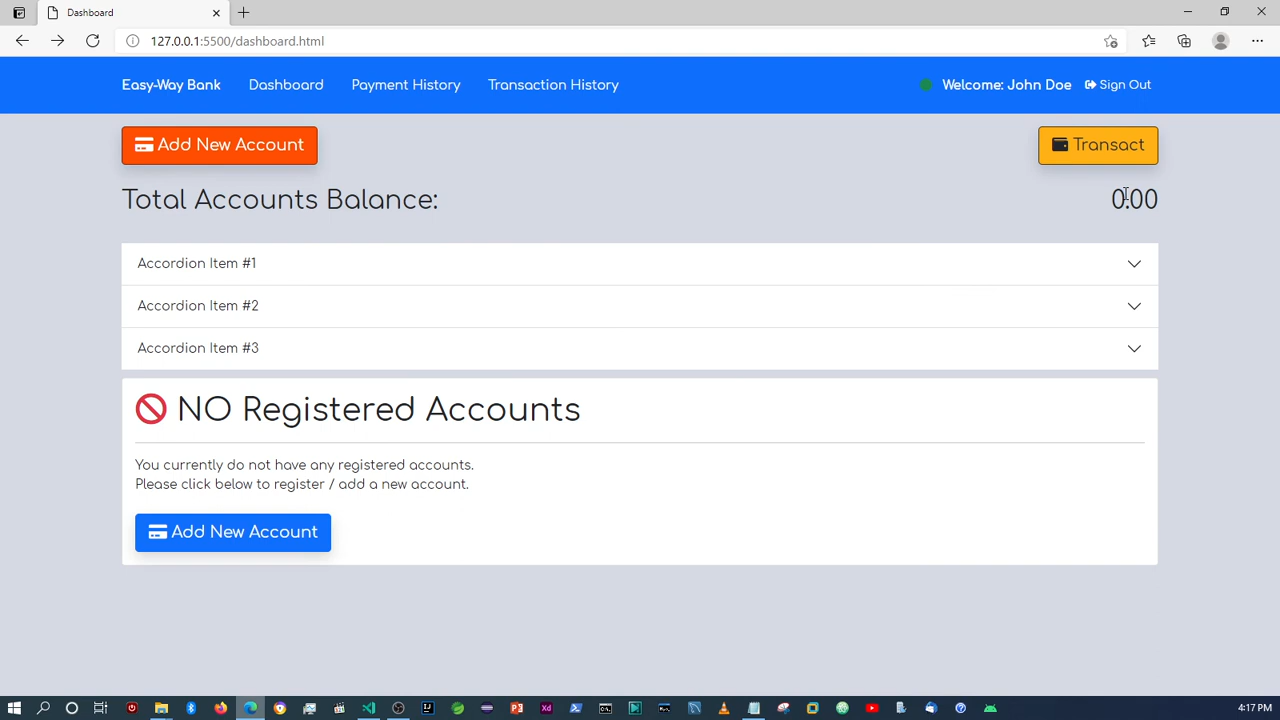 Dashboard
127.0.0.1:5500/dashboard.html
Easy-Way Bank Dashboard Payment History Transaction History Welcome: John Doe Sign Out
Add New Account Transact
Total Accounts Balance: 0.00
Accordion Item #1
Accordion Item #2
Accordion Item #3
NO Registered Accounts
You currently do not have any registered accounts.
Please click below to register / add a new account.
Add New Account
4:17 PM